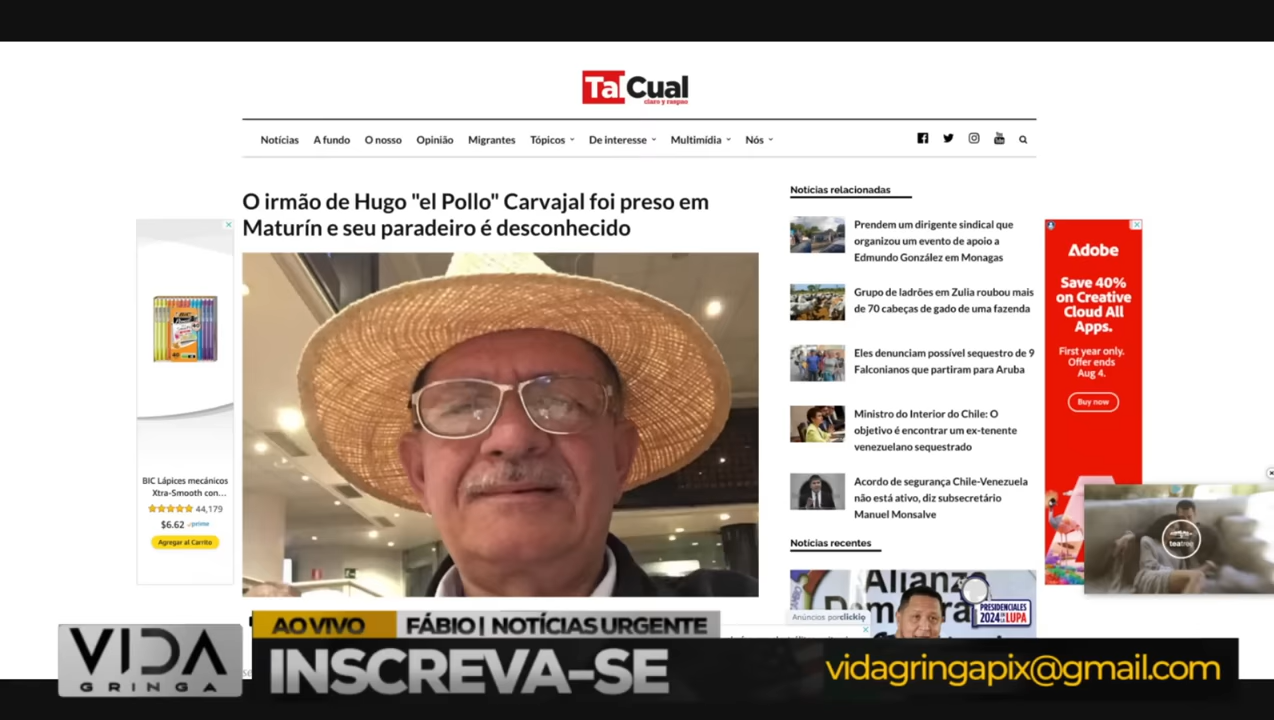 TalCual
claro y raspao
Notícias A fundo O nosso Opinião Migrantes Tópicos De interesse Multimídia Nós
O irmão de Hugo "el Pollo" Carvajal foi preso em
Maturín e seu paradeiro é desconhecido
Notícias relacionadas
Prendem um dirigente sindical que
organizou um evento de apoio a
Edmundo González em Monagas
Grupo de ladrões em Zulia roubou mais
de 70 cabeças de gado de uma fazenda
Eles denunciam possível sequestro de 9
Falconianos que partiram para Aruba
Ministro do Interior do Chile: O
objetivo é encontrar um ex-tenente
venezuelano sequestrado
Acordo de segurança Chile-Venezuela
não está ativo, diz subsecretário
Manuel Monsalve
Notícias recentes
Alianza
PRESIDENCIALES
2024 LUPA
Anúncios por clickio
BIC Lápices mecánicos
Xtra-Smooth con...
44,179
$6.62 prime
Agregar al Carrito
Adobe
Save 40%
on Creative
Cloud All
Apps.
First year only.
Offer ends
Aug 4.
Buy now
teatreq
VIDA
GRINGA
AO VIVO FÁBIO | NOTÍCIAS URGENTE
INSCREVA-SE
vidagringapix@gmail.com